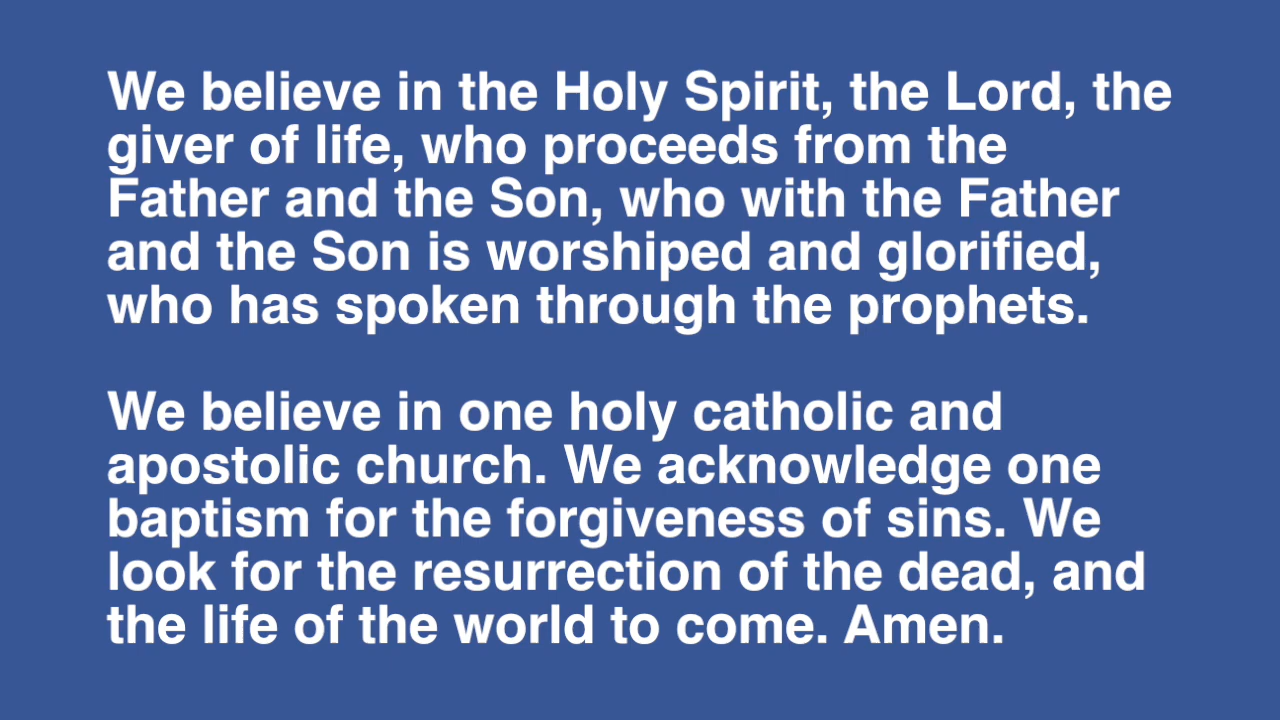 We believe in the Holy Spirit, the Lord, the
giver of life, who proceeds from the
Father and the Son, who with the Father
and the Son is worshiped and glorified,
who has spoken through the prophets.
We believe in one holy catholic and
apostolic church. We acknowledge one
baptism for the forgiveness of sins. We
look for the resurrection of the dead, and
the life of the world to come. Amen.